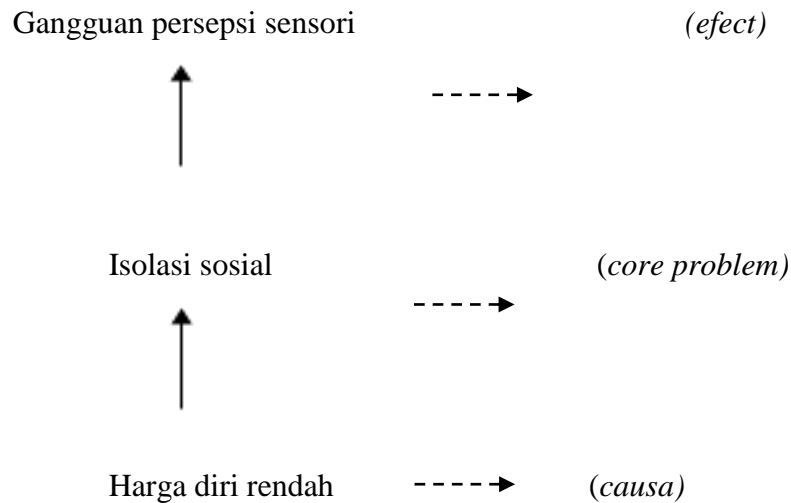 Gangguan persepsi sensori (efect)
Isolasi sosial (core problem)
Harga diri rendah (causa)